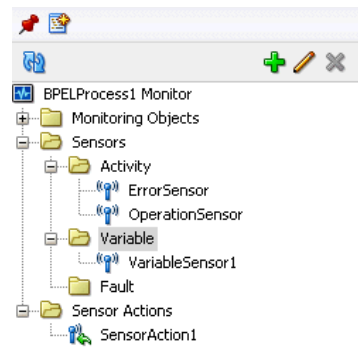 BPELProcess1 Monitor
Monitoring Objects
Sensors
Activity
ErrorSensor
OperationSensor
Variable
VariableSensor1
Fault
Sensor Actions
SensorAction1